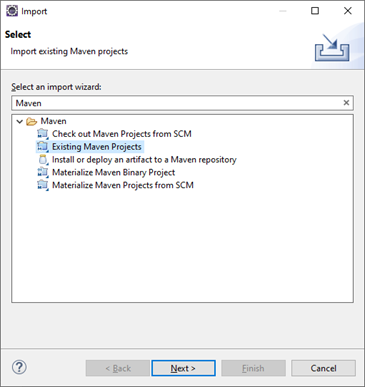 Import
Select
Import existing Maven projects
Select an import wizard:
Maven
Maven
Check out Maven Projects from SCM
Existing Maven Projects
Install or deploy an artifact to a Maven repository
Materialize Maven Binary Project
Materialize Maven Projects from SCM
? < Back Next > Finish Cancel